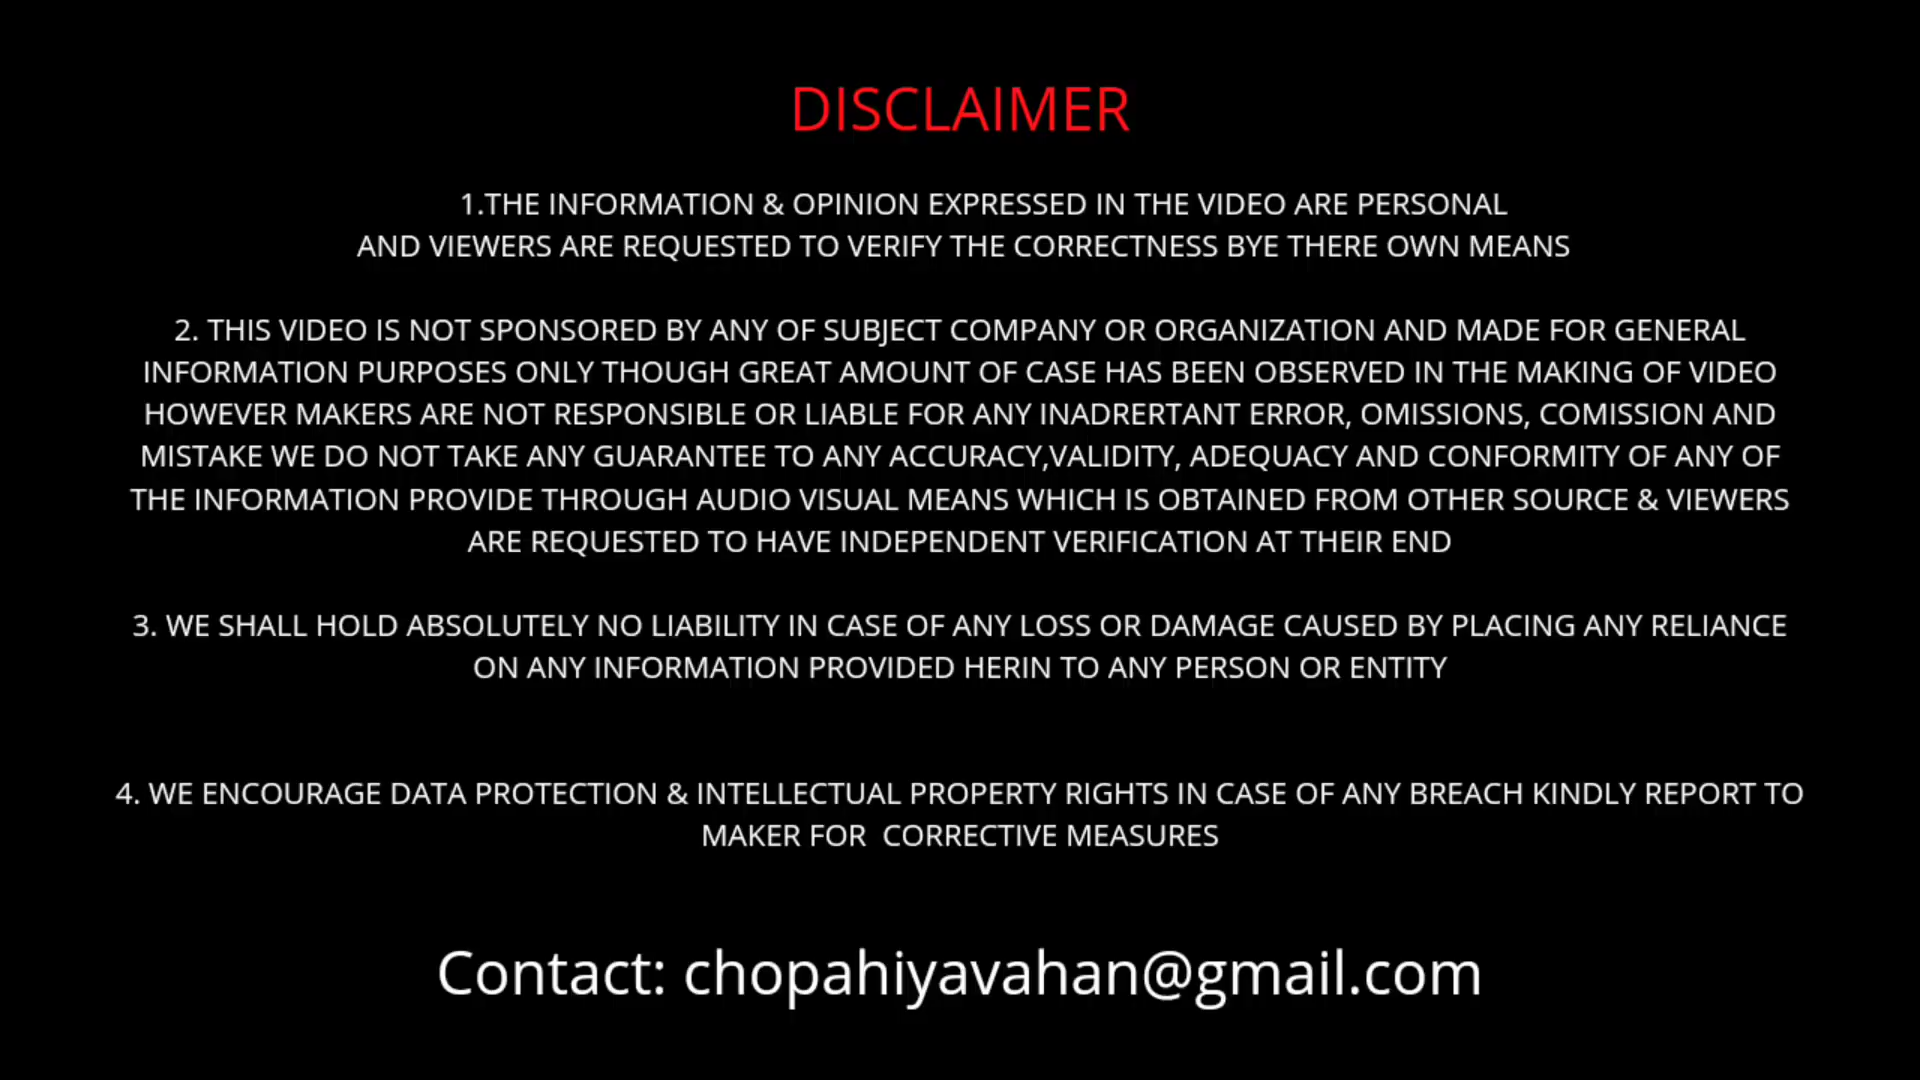 DISCLAIMER
1.THE INFORMATION & OPINION EXPRESSED IN THE VIDEO ARE PERSONAL
AND VIEWERS ARE REQUESTED TO VERIFY THE CORRECTNESS BYE THERE OWN MEANS
2. THIS VIDEO IS NOT SPONSORED BY ANY OF SUBJECT COMPANY OR ORGANIZATION AND MADE FOR GENERAL
INFORMATION PURPOSES ONLY THOUGH GREAT AMOUNT OF CASE HAS BEEN OBSERVED IN THE MAKING OF VIDEO
HOWEVER MAKERS ARE NOT RESPONSIBLE OR LIABLE FOR ANY INADRERTANT ERROR, OMISSIONS, COMISSION AND
MISTAKE WE DO NOT TAKE ANY GUARANTEE TO ANY ACCURACY,VALIDITY, ADEQUACY AND CONFORMITY OF ANY OF
THE INFORMATION PROVIDE THROUGH AUDIO VISUAL MEANS WHICH IS OBTAINED FROM OTHER SOURCE & VIEWERS
ARE REQUESTED TO HAVE INDEPENDENT VERIFICATION AT THEIR END
3. WE SHALL HOLD ABSOLUTELY NO LIABILITY IN CASE OF ANY LOSS OR DAMAGE CAUSED BY PLACING ANY RELIANCE
ON ANY INFORMATION PROVIDED HERIN TO ANY PERSON OR ENTITY
4. WE ENCOURAGE DATA PROTECTION & INTELLECTUAL PROPERTY RIGHTS IN CASE OF ANY BREACH KINDLY REPORT TO
MAKER FOR  CORRECTIVE MEASURES
Contact: chopahiyavahan@gmail.com